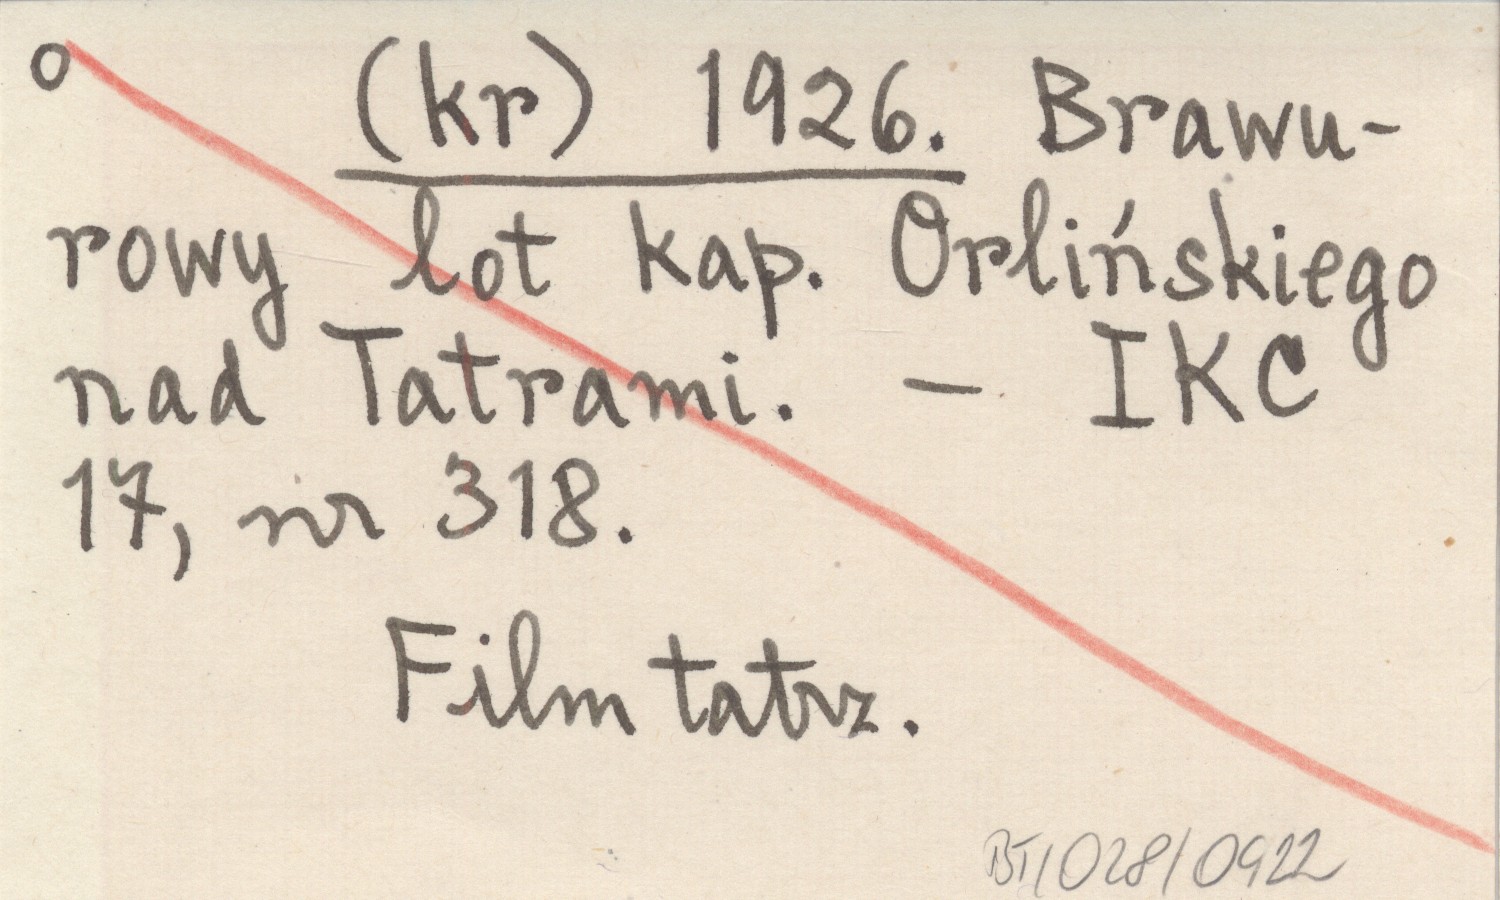 o (kr) 1926. Brawu-
rowy lot kap. Orlińskiego
nad Tatrami. — IKC
17, nr 318.
Film tatrz.
BT/028/0922